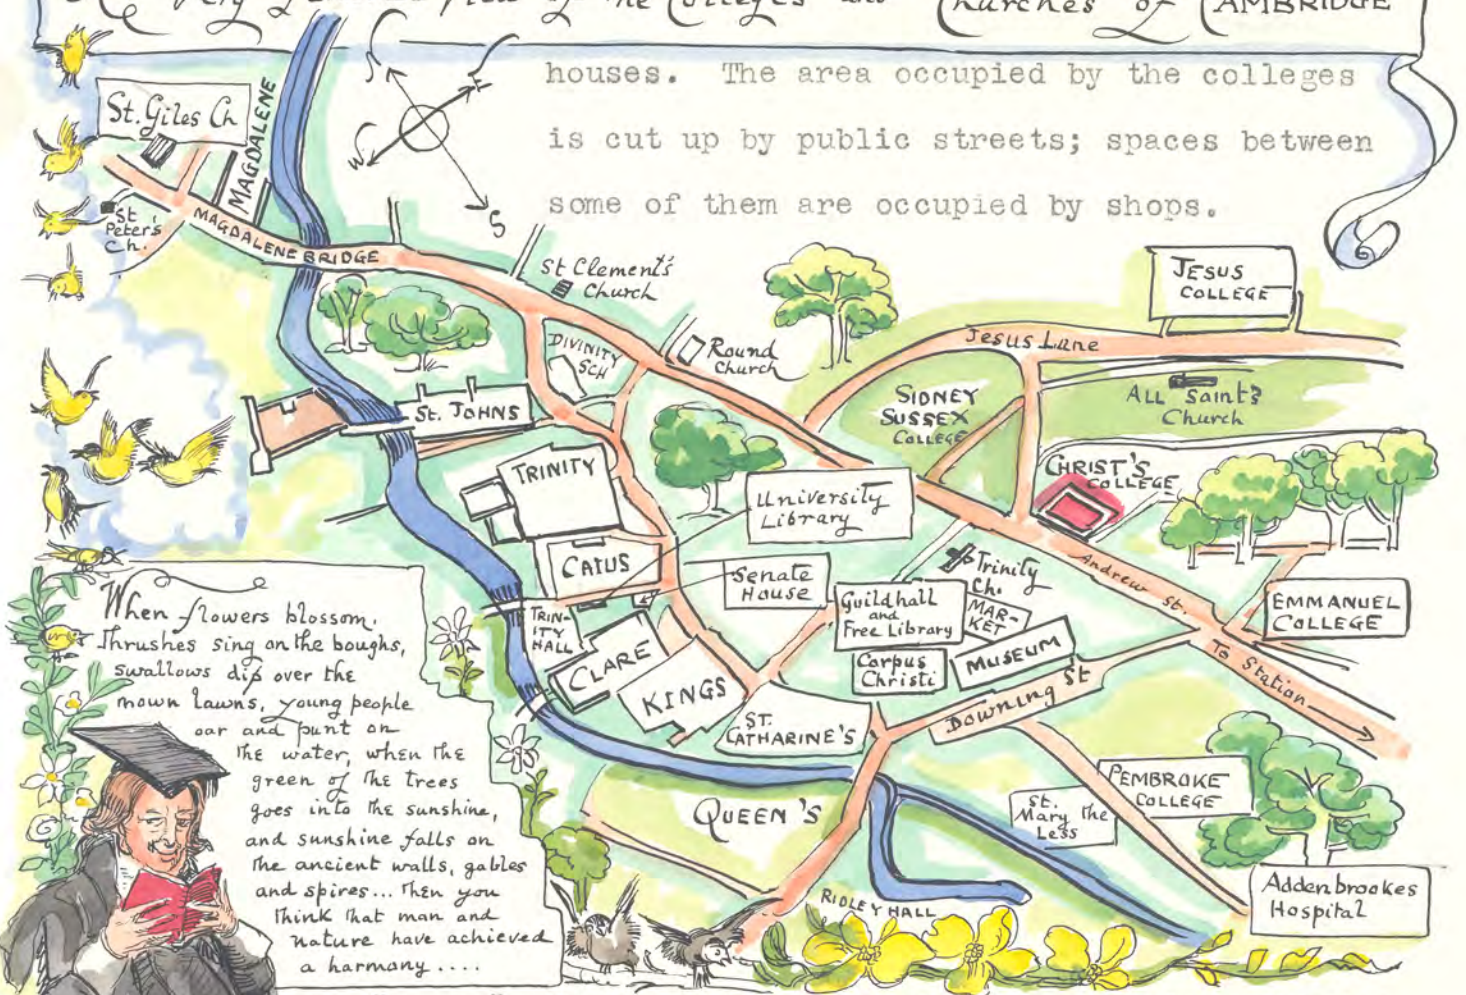 Very of the Colleges and Churches of CAMBRIDGE
houses. The area occupied by the colleges
is cut up by public streets; spaces between
some of them are occupied by shops.
W
S
St. Giles Ch
MAGDALENE
St
Peter's
Ch.
MAGDALENE BRIDGE
St Clement's
Church
DIVINITY
SCH
Round
Church
JESUS
COLLEGE
Jesus Lane
ALL Saints
Church
SIDNEY
SUSSEX
COLLEGE
St. JOHNS
TRINITY
CHRIST'S
COLLEGE
University
Library
CAIUS
Senate
House
Trinity
Ch.
Andrew St.
Guildhall
and
Free Library
MAR-
KET
EMMANUEL
COLLEGE
TRIN-
ITY
HALL
CLARE
Corpus
Christi
MUSEUM
To Station
KINGS
ST.
CATHARINE'S
Downing St
QUEEN'S
PEMBROKE
COLLEGE
St.
Mary the
Less
RIDLEY HALL
Addenbrookes
Hospital
When flowers blossom,
Thrushes sing on the boughs,
swallows dip over the
mown lawns, young people
oar and punt on
the water, when the
green of the trees
goes into the sunshine,
and sunshine falls on
the ancient walls, gables
and spires... Then you
think that man and
nature have achieved
a harmony ....